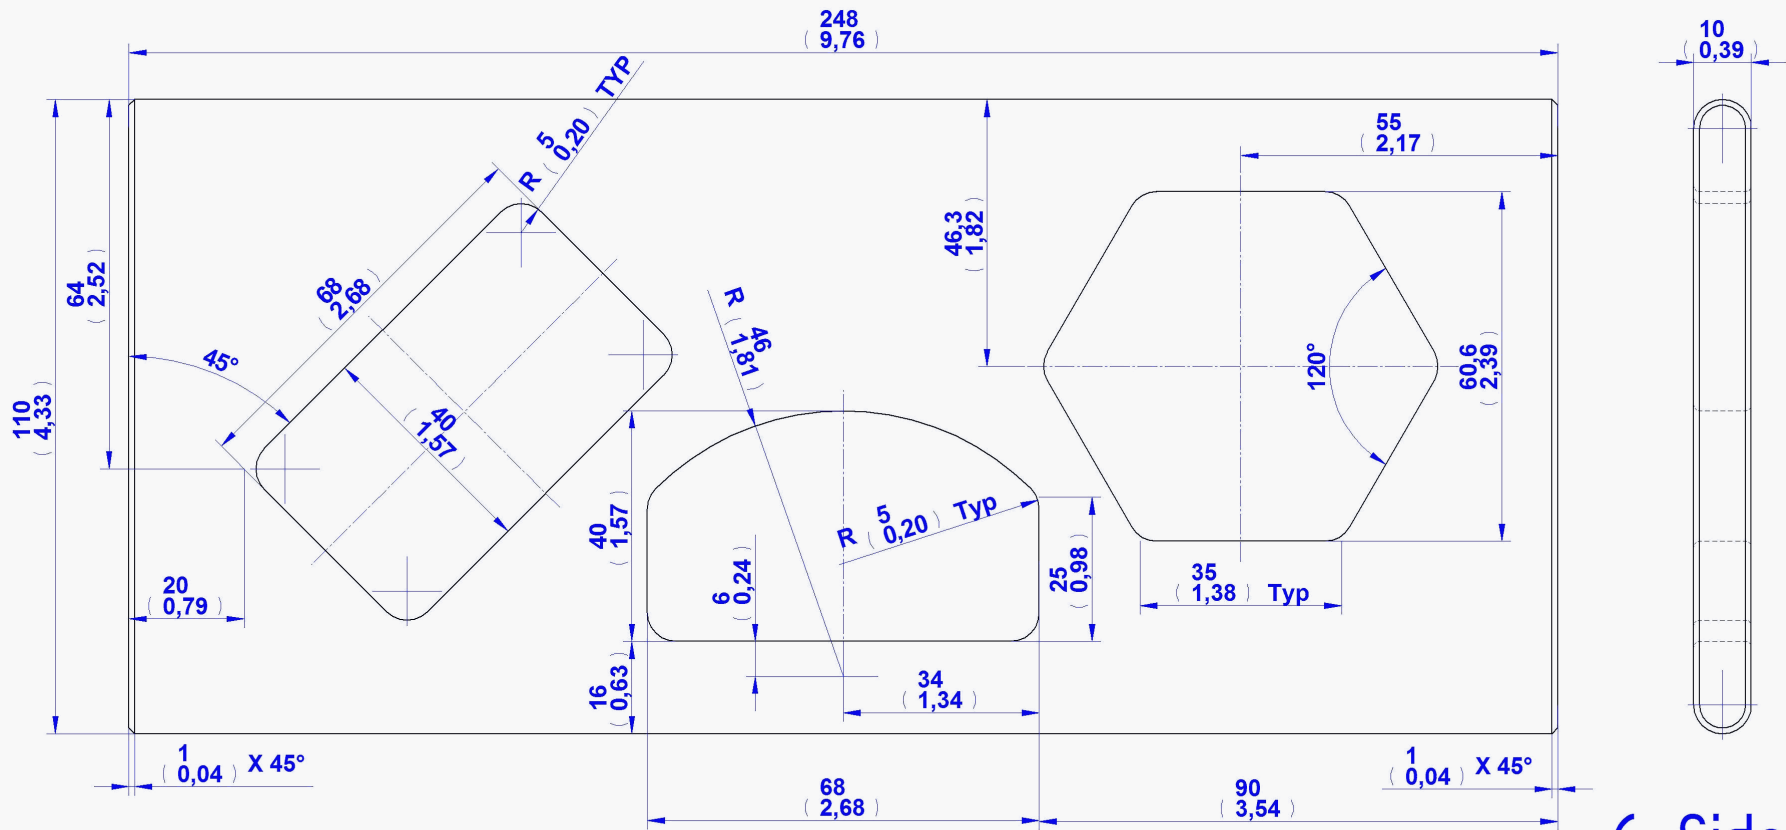 248
( 9,76 )
10
( 0,39 )
R 5 TYP
( 0,20 )
55
( 2,17 )
46,3
( 1,82 )
64
( 2,52 )
68
( 2,68 )
45°
R 46
( 1,81 )
120°
60,6
( 2,39 )
110
( 4,33 )
40
( 1,57 )
40
( 1,57 )
R 5 Typ
( 0,20 )
6
( 0,24 )
25
( 0,98 )
35
( 1,38 ) Typ
20
( 0,79 )
16
( 0,63 )
34
( 1,34 )
1
( 0,04 ) X 45°
1
( 0,04 ) X 45°
68
( 2,68 )
90
( 3,54 )